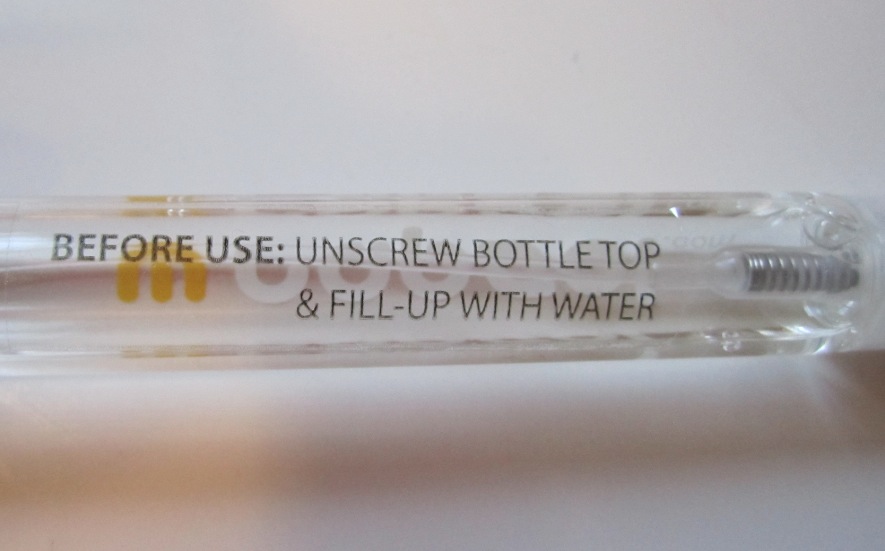 BEFORE USE: UNSCREW BOTTLE TOP
& FILL-UP WITH WATER